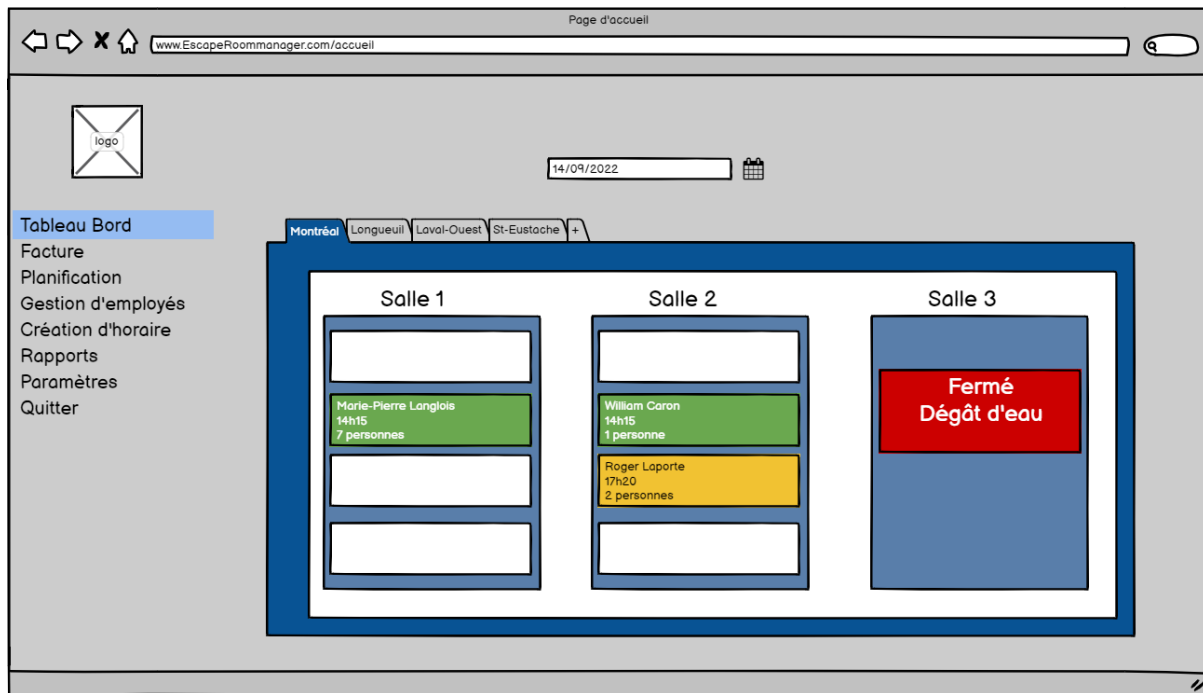 Page d'accueil
www.EscapeRoommanager.com/accueil
logo
14/09/2022
Tableau Bord
Facture
Planification
Gestion d'employés
Création d'horaire
Rapports
Paramètres
Quitter
Montréal Longueuil Laval-Ouest St-Eustache +
Salle 1
Marie-Pierre Langlois
14h15
7 personnes
Salle 2
William Caron
14h15
1 personne
Roger Laporte
17h20
2 personnes
Salle 3
Fermé
Dégât d'eau